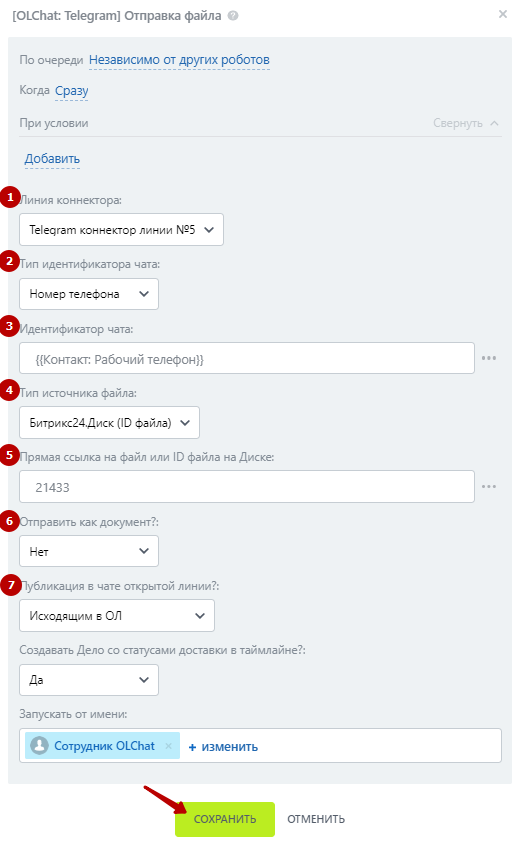 [OLChat: Telegram] Отправка файла ?
По очереди Независимо от других роботов
Когда Сразу
При условии Свернуть
Добавить
1 Линия коннектора:
Telegram коннектор линии №5
2 Тип идентификатора чата:
Номер телефона
3 Идентификатор чата:
{{Контакт: Рабочий телефон}}
4 Тип источника файла:
Битрикс24.Диск (ID файла)
5 Прямая ссылка на файл или ID файла на Диске:
21433
6 Отправить как документ?:
Нет
7 Публикация в чате открытой линии?:
Исходящим в ОЛ
Создавать Дело со статусами доставки в таймлайне?:
Да
Запускать от имени:
Сотрудник OLChat × + изменить
СОХРАНИТЬ ОТМЕНИТЬ